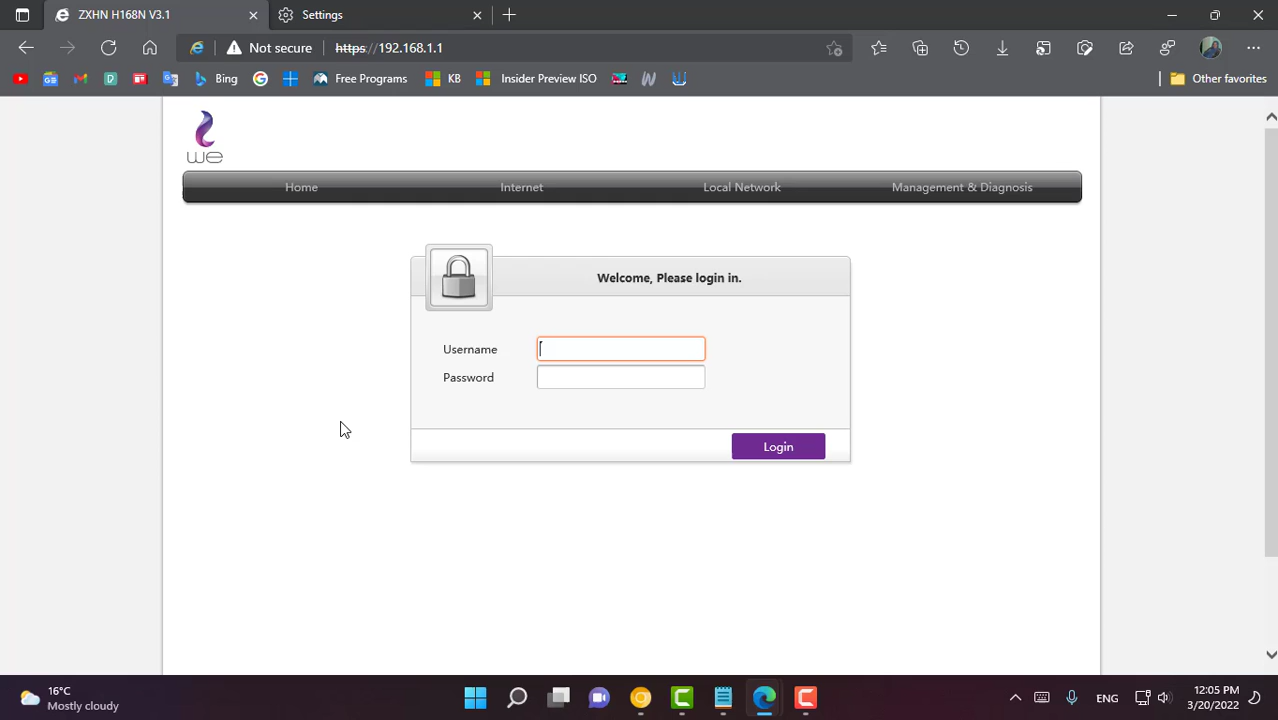 ZXHN H168N V3.1
Settings
Not secure
https://192.168.1.1
Bing
Free Programs
KB
Insider Preview ISO
Other favorites
we
Home
Internet
Local Network
Management & Diagnosis
Welcome, Please login in.
Username
Password
Login
16°C
Mostly cloudy
ENG
12:05 PM
3/20/2022